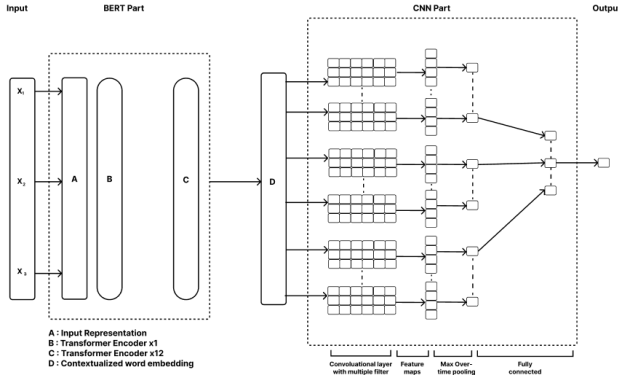 Input BERT Part CNN Part Outpu
X₁
X₂ A B C D
X₃
A : Input Representation
B : Transformer Encoder x1
C : Transformer Encoder x12
D : Contextualized word embedding
Convoluational layer with multiple filter
Feature maps
Max Over-time pooling
Fully connected